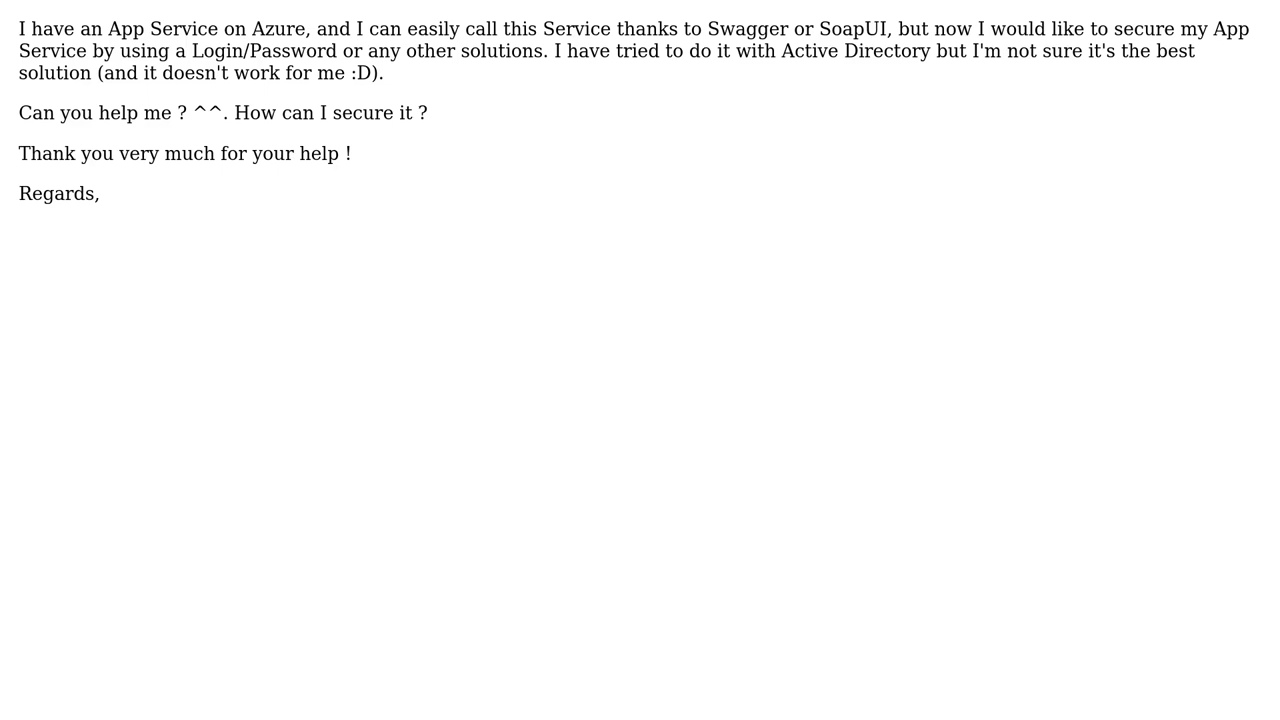 I have an App Service on Azure, and I can easily call this Service thanks to Swagger or SoapUI, but now I would like to secure my App
Service by using a Login/Password or any other solutions. I have tried to do it with Active Directory but I'm not sure it's the best
solution (and it doesn't work for me :D).
Can you help me ? ^^. How can I secure it ?
Thank you very much for your help !
Regards,